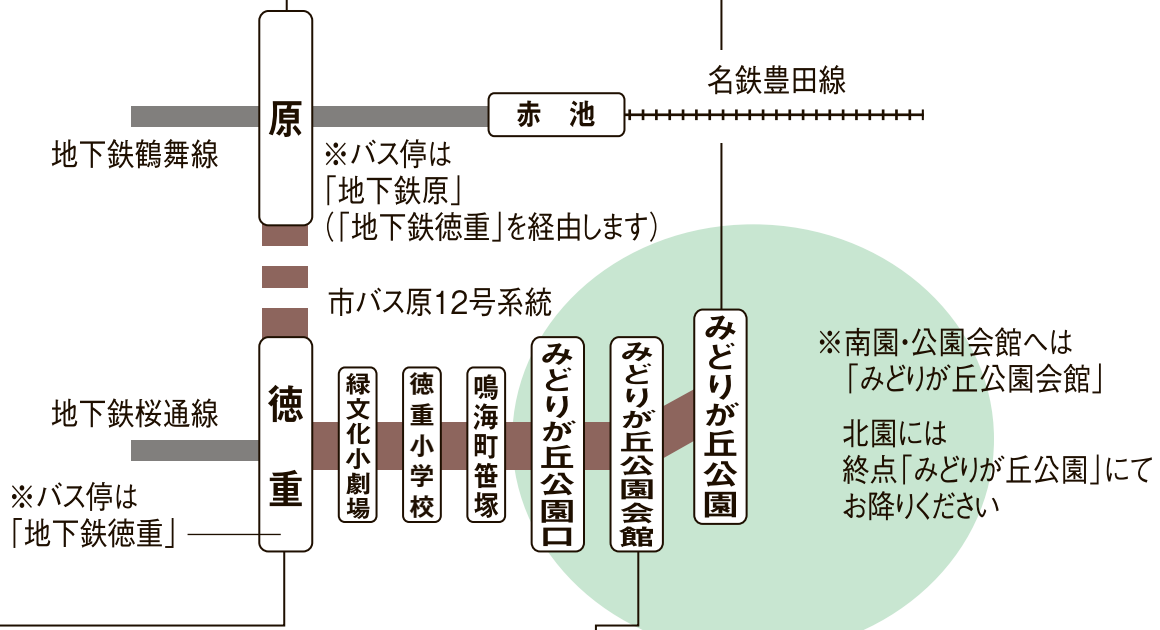 名鉄豊田線
原
赤池
地下鉄鶴舞線
※バス停は
「地下鉄原」
(「地下鉄徳重」を経由します)
市バス原12号系統
地下鉄桜通線
※バス停は
「地下鉄徳重」
徳重
緑文化小劇場
徳重小学校
鳴海町笹塚
みどりが丘公園口
みどりが丘公園会館
みどりが丘公園
※南園・公園会館へは
「みどりが丘公園会館」
北園には
終点「みどりが丘公園」にて
お降りください